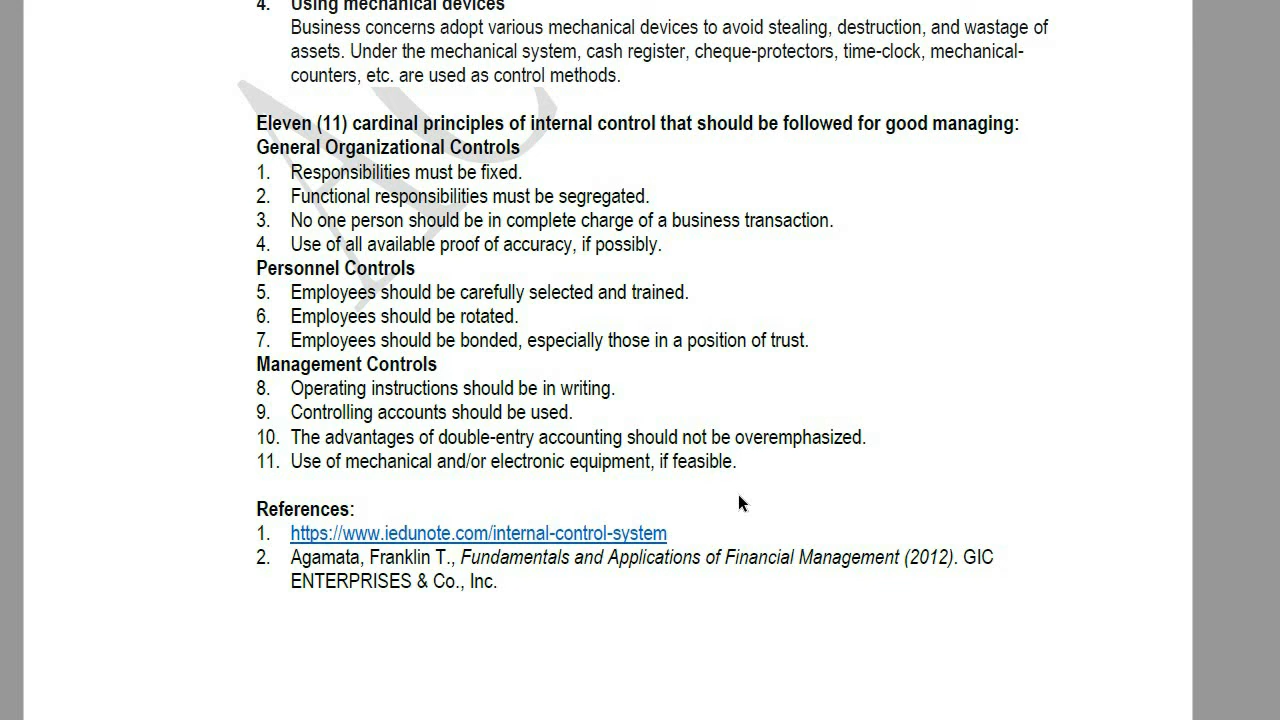 4. Using mechanical devices
Business concerns adopt various mechanical devices to avoid stealing, destruction, and wastage of
assets. Under the mechanical system, cash register, cheque-protectors, time-clock, mechanical-
counters, etc. are used as control methods.
Eleven (11) cardinal principles of internal control that should be followed for good managing:
General Organizational Controls
1. Responsibilities must be fixed.
2. Functional responsibilities must be segregated.
3. No one person should be in complete charge of a business transaction.
4. Use of all available proof of accuracy, if possibly.
Personnel Controls
5. Employees should be carefully selected and trained.
6. Employees should be rotated.
7. Employees should be bonded, especially those in a position of trust.
Management Controls
8. Operating instructions should be in writing.
9. Controlling accounts should be used.
10. The advantages of double-entry accounting should not be overemphasized.
11. Use of mechanical and/or electronic equipment, if feasible.
References:
1. https://www.iedunote.com/internal-control-system
2. Agamata, Franklin T., Fundamentals and Applications of Financial Management (2012). GIC
ENTERPRISES & Co., Inc.